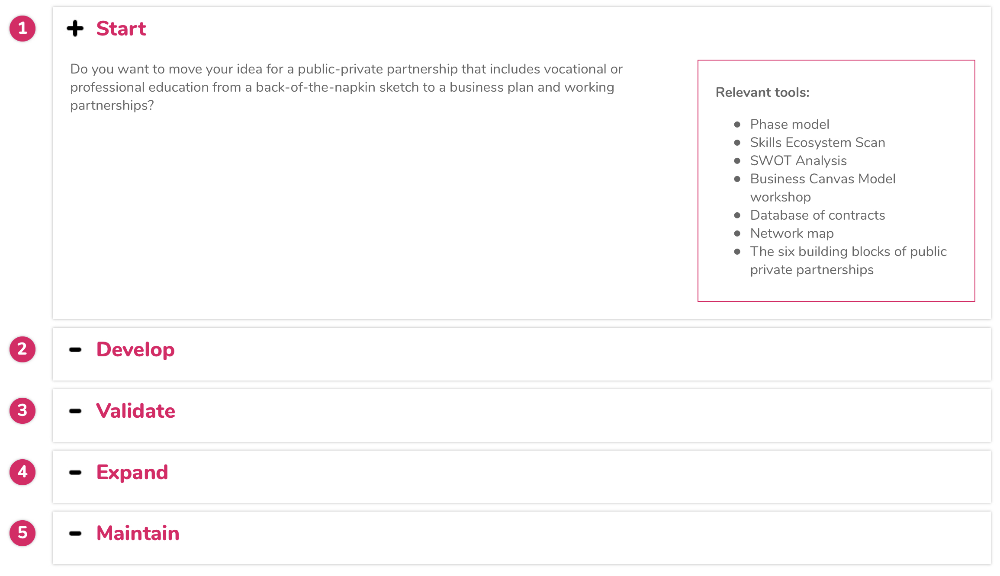 1
Start
Do you want to move your idea for a public-private partnership that includes vocational or
professional education from a back-of-the-napkin sketch to a business plan and working
partnerships?
Relevant tools:
Phase model
Skills Ecosystem Scan
SWOT Analysis
Business Canvas Model
workshop
Database of contracts
Network map
The six building blocks of public
private partnerships
2
Develop
3
Validate
4
Expand
5
Maintain